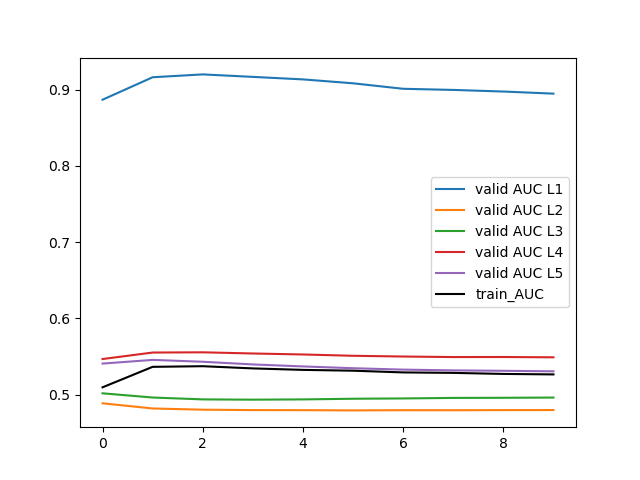 0.9
0.8
0.7
0.6
0.5
0 2 4 6 8
valid AUC L1
valid AUC L2
valid AUC L3
valid AUC L4
valid AUC L5
train_AUC